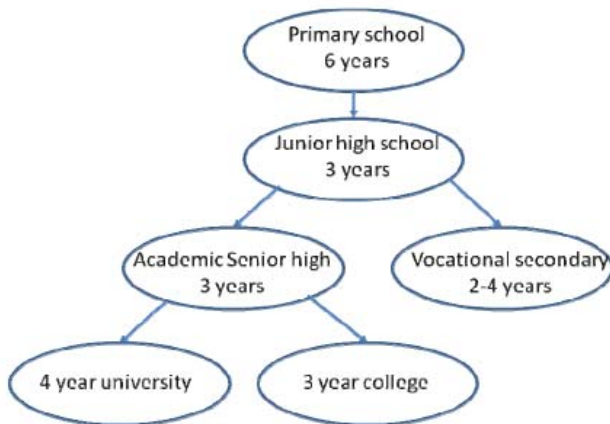 Primary school
6 years
Junior high school
3 years
Academic Senior high
3 years
Vocational secondary
2-4 years
4 year university
3 year college